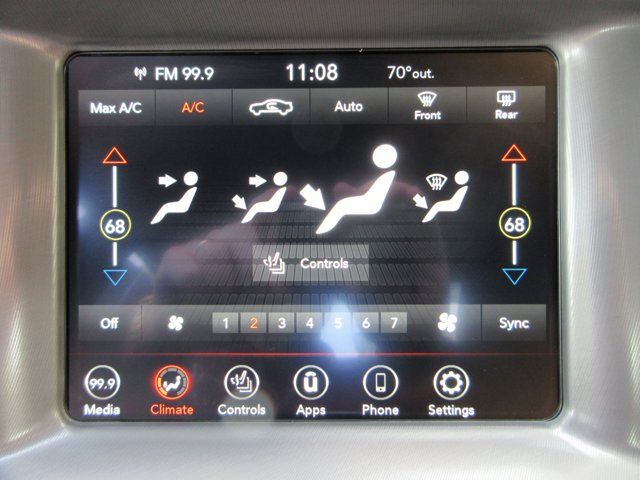 FM 99.9 11:08 70° out.
Max A/C A/C Auto Front Rear
68 68
Controls
Off 1 2 3 4 5 6 7 Sync
99.9
Media Climate Controls Apps Phone Settings